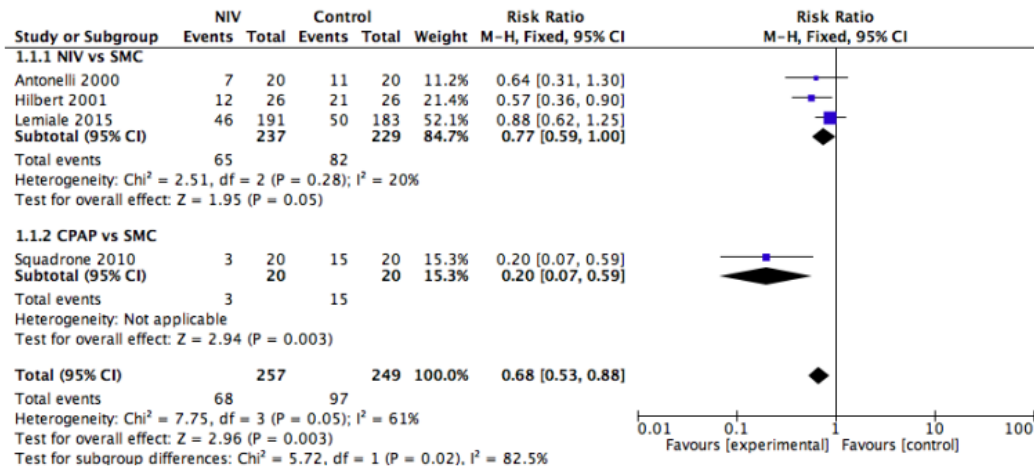 NIV Control Risk Ratio Risk Ratio
Study or Subgroup Events Total Events Total Weight M-H, Fixed, 95% CI M-H, Fixed, 95% CI
1.1.1 NIV vs SMC
Antonelli 2000 7 20 11 20 11.2% 0.64 [0.31, 1.30]
Hilbert 2001 12 26 21 26 21.4% 0.57 [0.36, 0.90]
Lemiale 2015 46 191 50 183 52.1% 0.88 [0.62, 1.25]
Subtotal (95% CI) 237 229 84.7% 0.77 [0.59, 1.00]
Total events 65 82
Heterogeneity: Chi² = 2.51, df = 2 (P = 0.28); I² = 20%
Test for overall effect: Z = 1.95 (P = 0.05)
1.1.2 CPAP vs SMC
Squadrone 2010 3 20 15 20 15.3% 0.20 [0.07, 0.59]
Subtotal (95% CI) 20 20 15.3% 0.20 [0.07, 0.59]
Total events 3 15
Heterogeneity: Not applicable
Test for overall effect: Z = 2.94 (P = 0.003)
Total (95% CI) 257 249 100.0% 0.68 [0.53, 0.88]
Total events 68 97
Heterogeneity: Chi² = 7.75, df = 3 (P = 0.05); I² = 61%
Test for overall effect: Z = 2.96 (P = 0.003)
Test for subgroup differences: Chi² = 5.72, df = 1 (P = 0.02), I² = 82.5%
0.01 0.1 1 10 100
Favours [experimental] Favours [control]